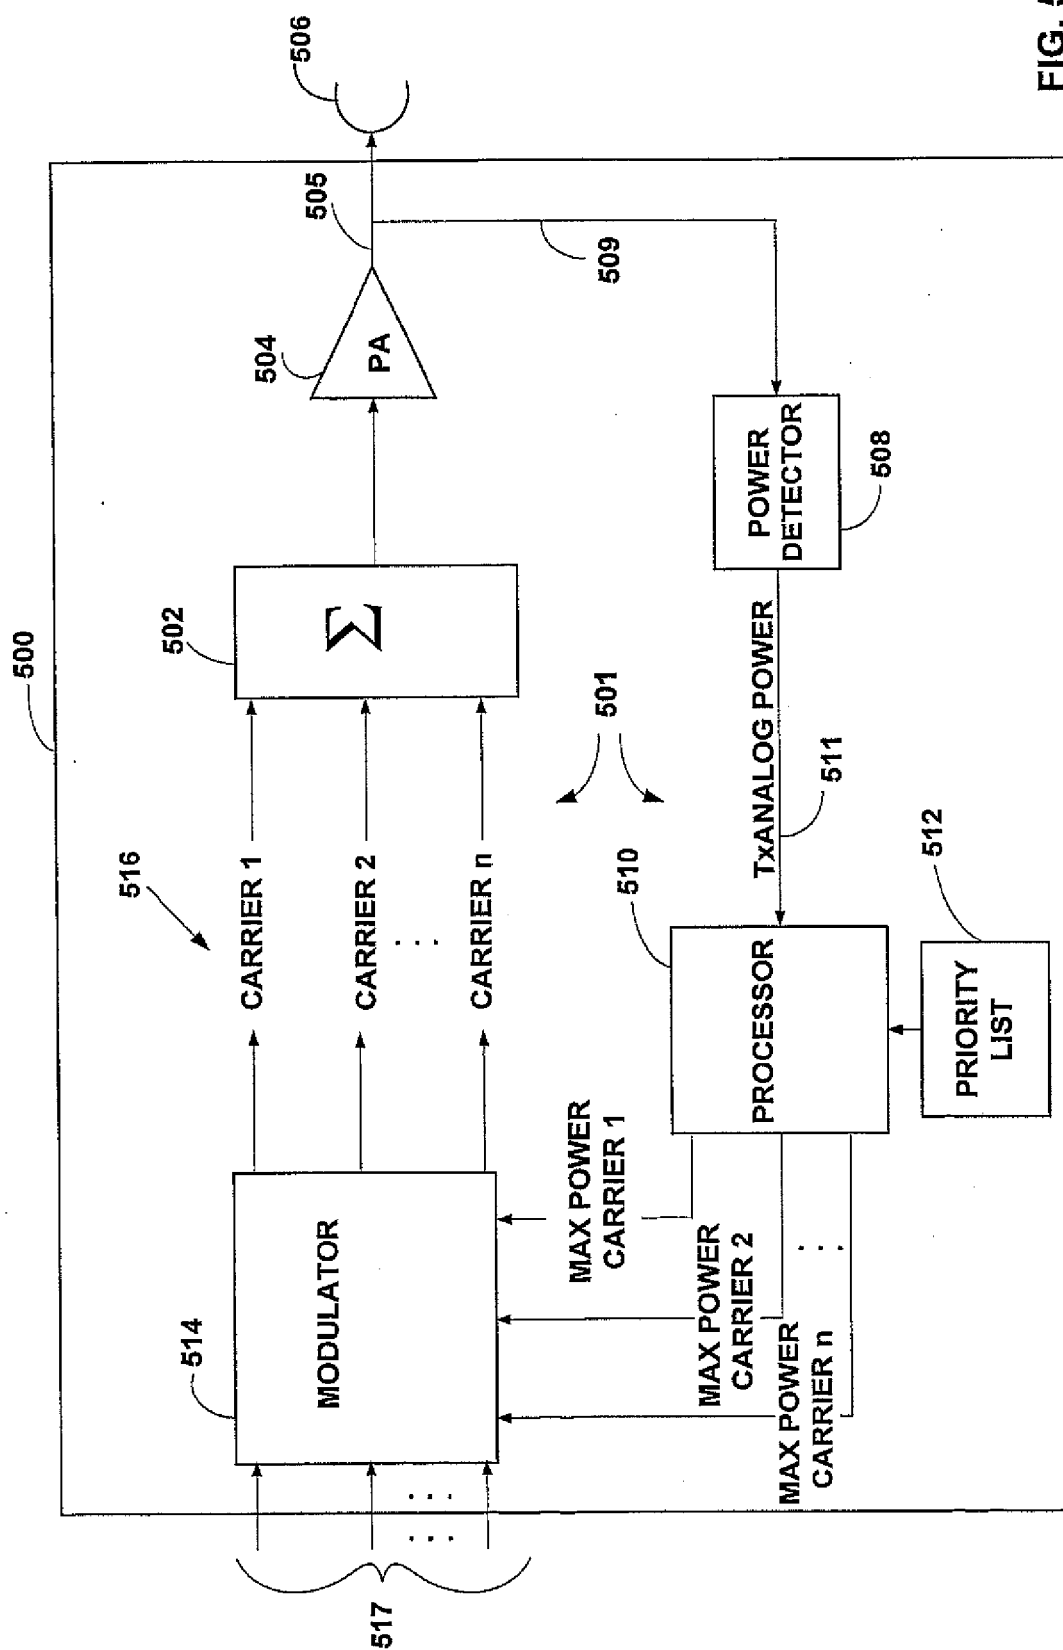 500
516
502
504
505
506
514
MODULATOR
CARRIER 1
CARRIER 2
. . .
CARRIER n
Σ
PA
517
. . .
. . .
501
509
MAX POWER
CARRIER 1
MAX POWER
CARRIER 2
. . .
MAX POWER
CARRIER n
510
PROCESSOR
TxANALOG POWER
511
POWER
DETECTOR
508
512
PRIORITY
LIST